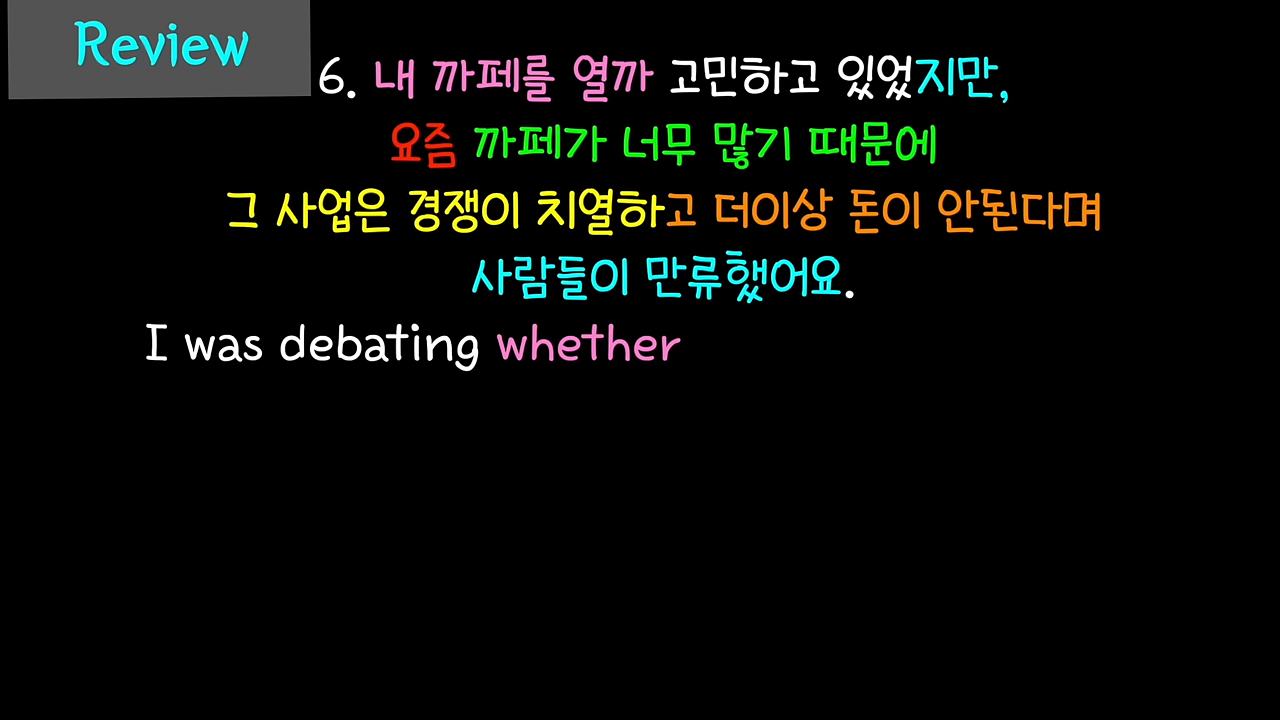 Review
6. 내 까페를 열까 고민하고 있었지만,
요즘 까페가 너무 많기 때문에
그 사업은 경쟁이 치열하고 더이상 돈이 안된다며
사람들이 만류했어요.
I was debating whether